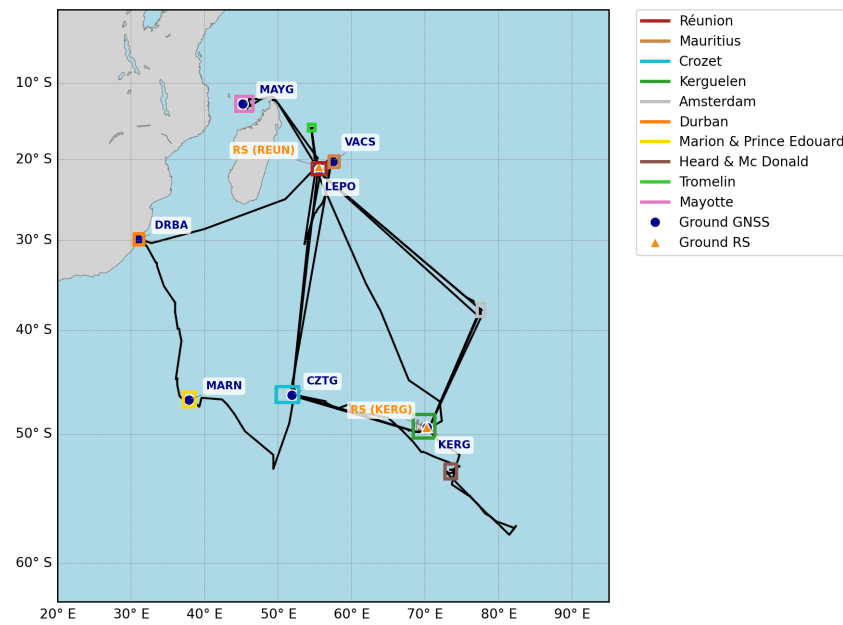 10° S
20° S
30° S
40° S
50° S
60° S
20° E
30° E
40° E
50° E
60° E
70° E
80° E
90° E
MAYG
VACS
RS (REUN)
LEPO
DRBA
MARN
CZTG
RS (KERG)
KERG
Réunion
Mauritius
Crozet
Kerguelen
Amsterdam
Durban
Marion & Prince Edouard
Heard & Mc Donald
Tromelin
Mayotte
Ground GNSS
Ground RS